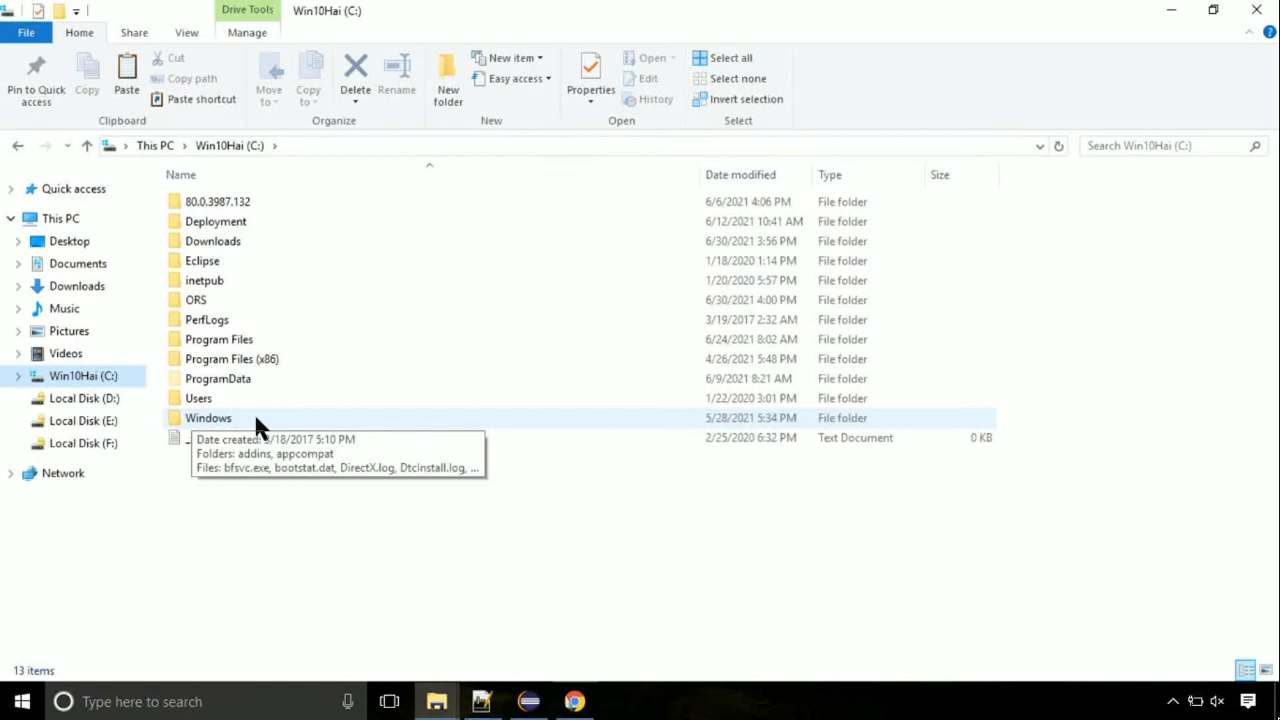 Drive Tools Win10Hai (C:)
File Home Share View Manage
Pin to Quick access
Copy
Paste
Cut
Copy path
Paste shortcut
Clipboard
Move to
Copy to
Delete
Rename
Organize
New folder
New item
Easy access
New
Properties
Open
Edit
History
Open
Select all
Select none
Invert selection
Select
This PC > Win10Hai (C:) >
Search Win10Hai (C:)
Quick access
This PC
Desktop
Documents
Downloads
Music
Pictures
Videos
Win10Hai (C:)
Local Disk (D:)
Local Disk (E:)
Local Disk (F:)
Network
Name Date modified Type Size
80.0.3987.132 6/6/2021 4:06 PM File folder
Deployment 6/12/2021 10:41 AM File folder
Downloads 6/30/2021 3:56 PM File folder
Eclipse 1/18/2020 1:14 PM File folder
inetpub 1/20/2020 5:57 PM File folder
ORS 6/30/2021 4:00 PM File folder
PerfLogs 3/19/2017 2:32 AM File folder
Program Files 6/24/2021 8:02 AM File folder
Program Files (x86) 4/26/2021 5:48 PM File folder
ProgramData 6/9/2021 8:21 AM File folder
Users 1/22/2020 3:01 PM File folder
Windows 5/28/2021 5:34 PM File folder
2/25/2020 6:32 PM Text Document 0 KB
Date created: /18/2017 5:10 PM
Folders: addins, appcompat
Files: bfsvc.exe, bootstat.dat, DirectX.log, DtcInstall.log, ...
13 items
Type here to search